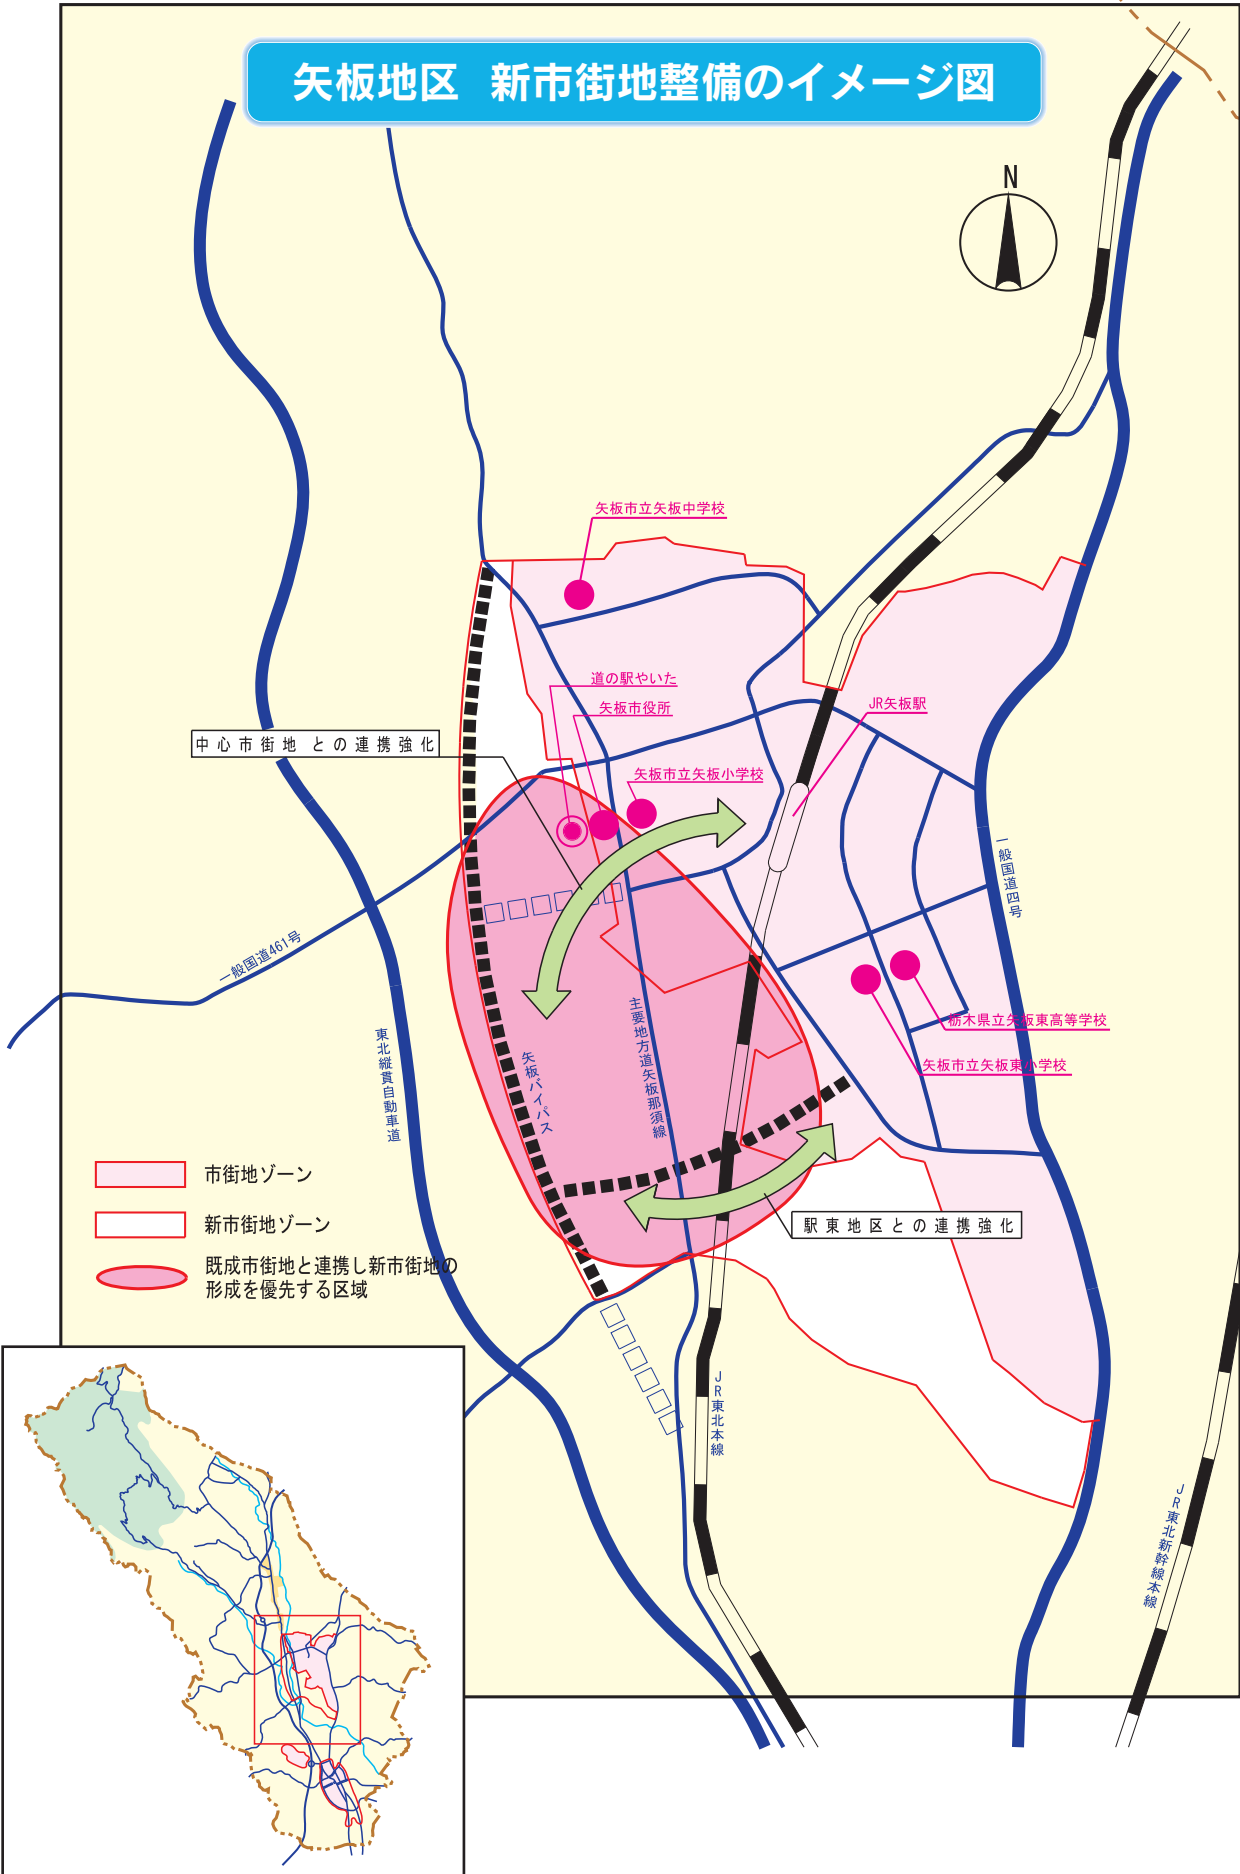 矢板地区 新市街地整備のイメージ図
N
矢板市立矢板中学校
道の駅やいた
矢板市役所
JR矢板駅
中心市街地との連携強化
矢板市立矢板小学校
一般国道四号
一般国道461号
主要地方道矢板那須線
栃木県立矢板東高等学校
東北縦貫自動車道
矢板バイパス
矢板市立矢板東小学校
市街地ゾーン
新市街地ゾーン
駅東地区との連携強化
既成市街地と連携し新市街地の
形成を優先する区域
JR東北本線
JR東北新幹線本線